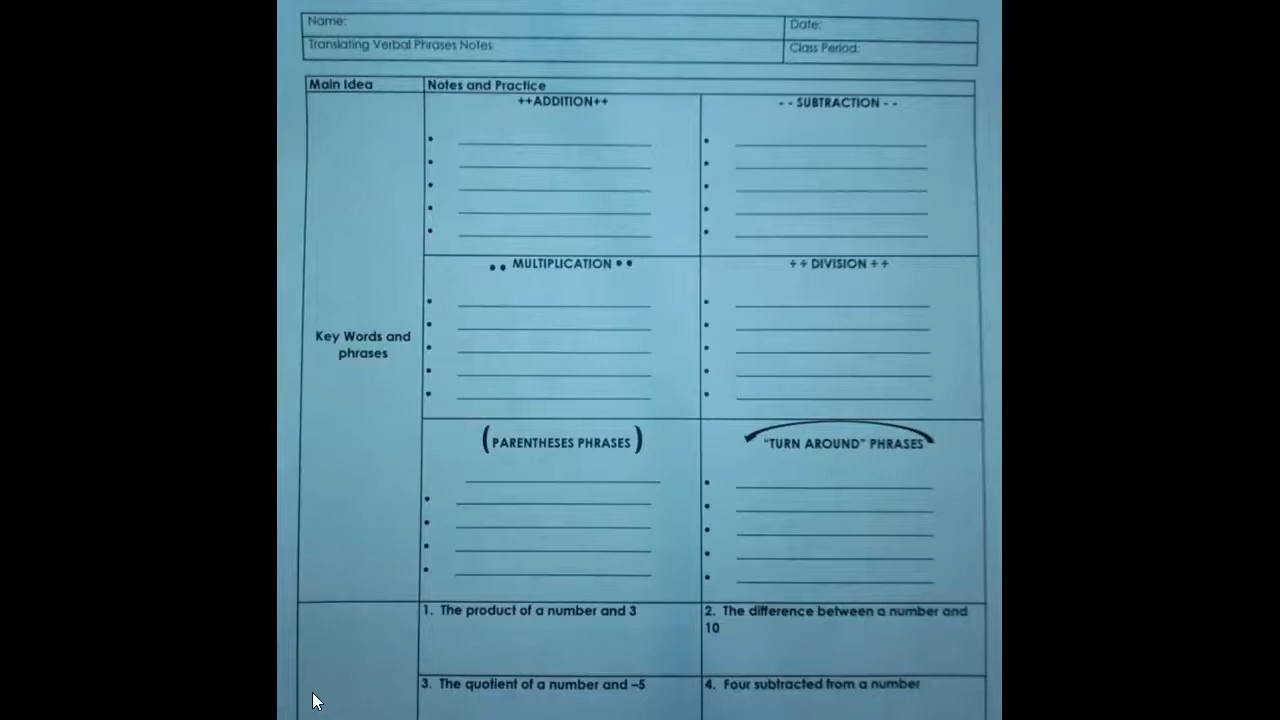 Name:
Date:
Translating Verbal Phrases Notes
Class Period:
Main Idea
Notes and Practice
++ADDITION++
- - SUBTRACTION - -
•• MULTIPLICATION ••
÷÷ DIVISION ÷÷
Key Words and
phrases
(PARENTHESES PHRASES)
"TURN AROUND" PHRASES
1. The product of a number and 3
2. The difference between a number and
10
3. The quotient of a number and –5
4. Four subtracted from a number